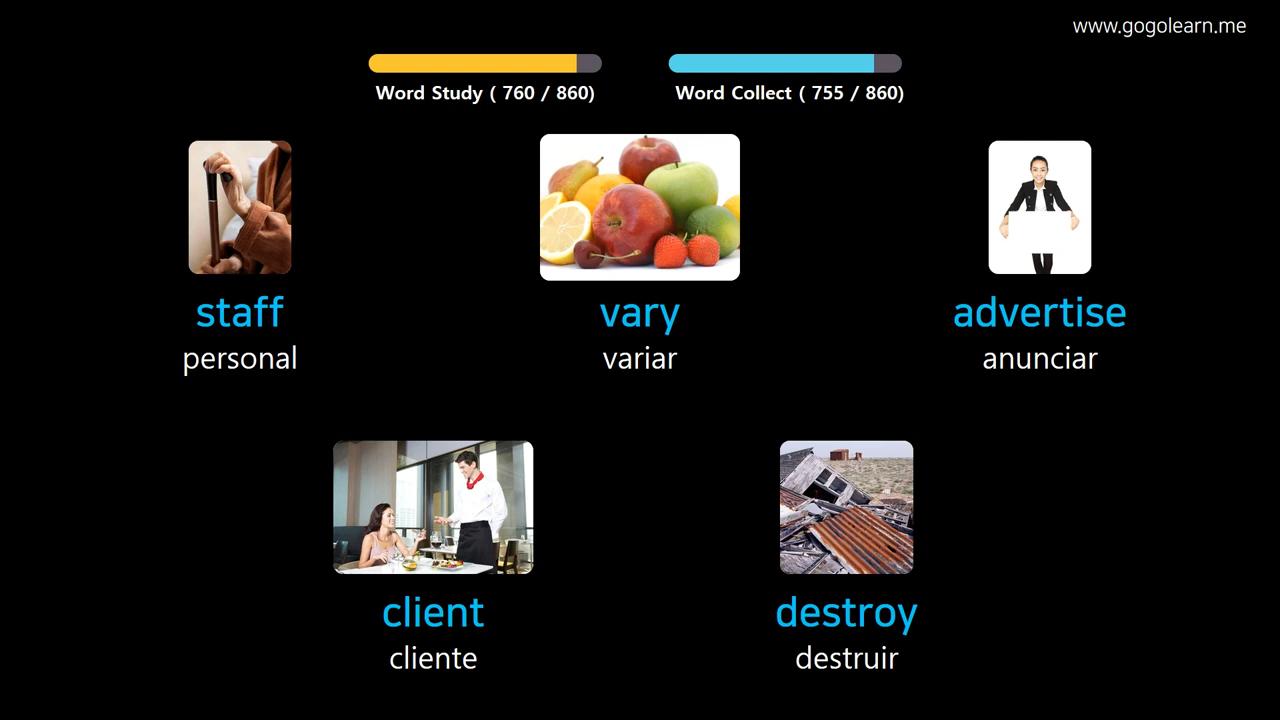 www.gogolearn.me
Word Study ( 760 / 860)
Word Collect ( 755 / 860)
staff
personal
vary
variar
advertise
anunciar
client
cliente
destroy
destruir